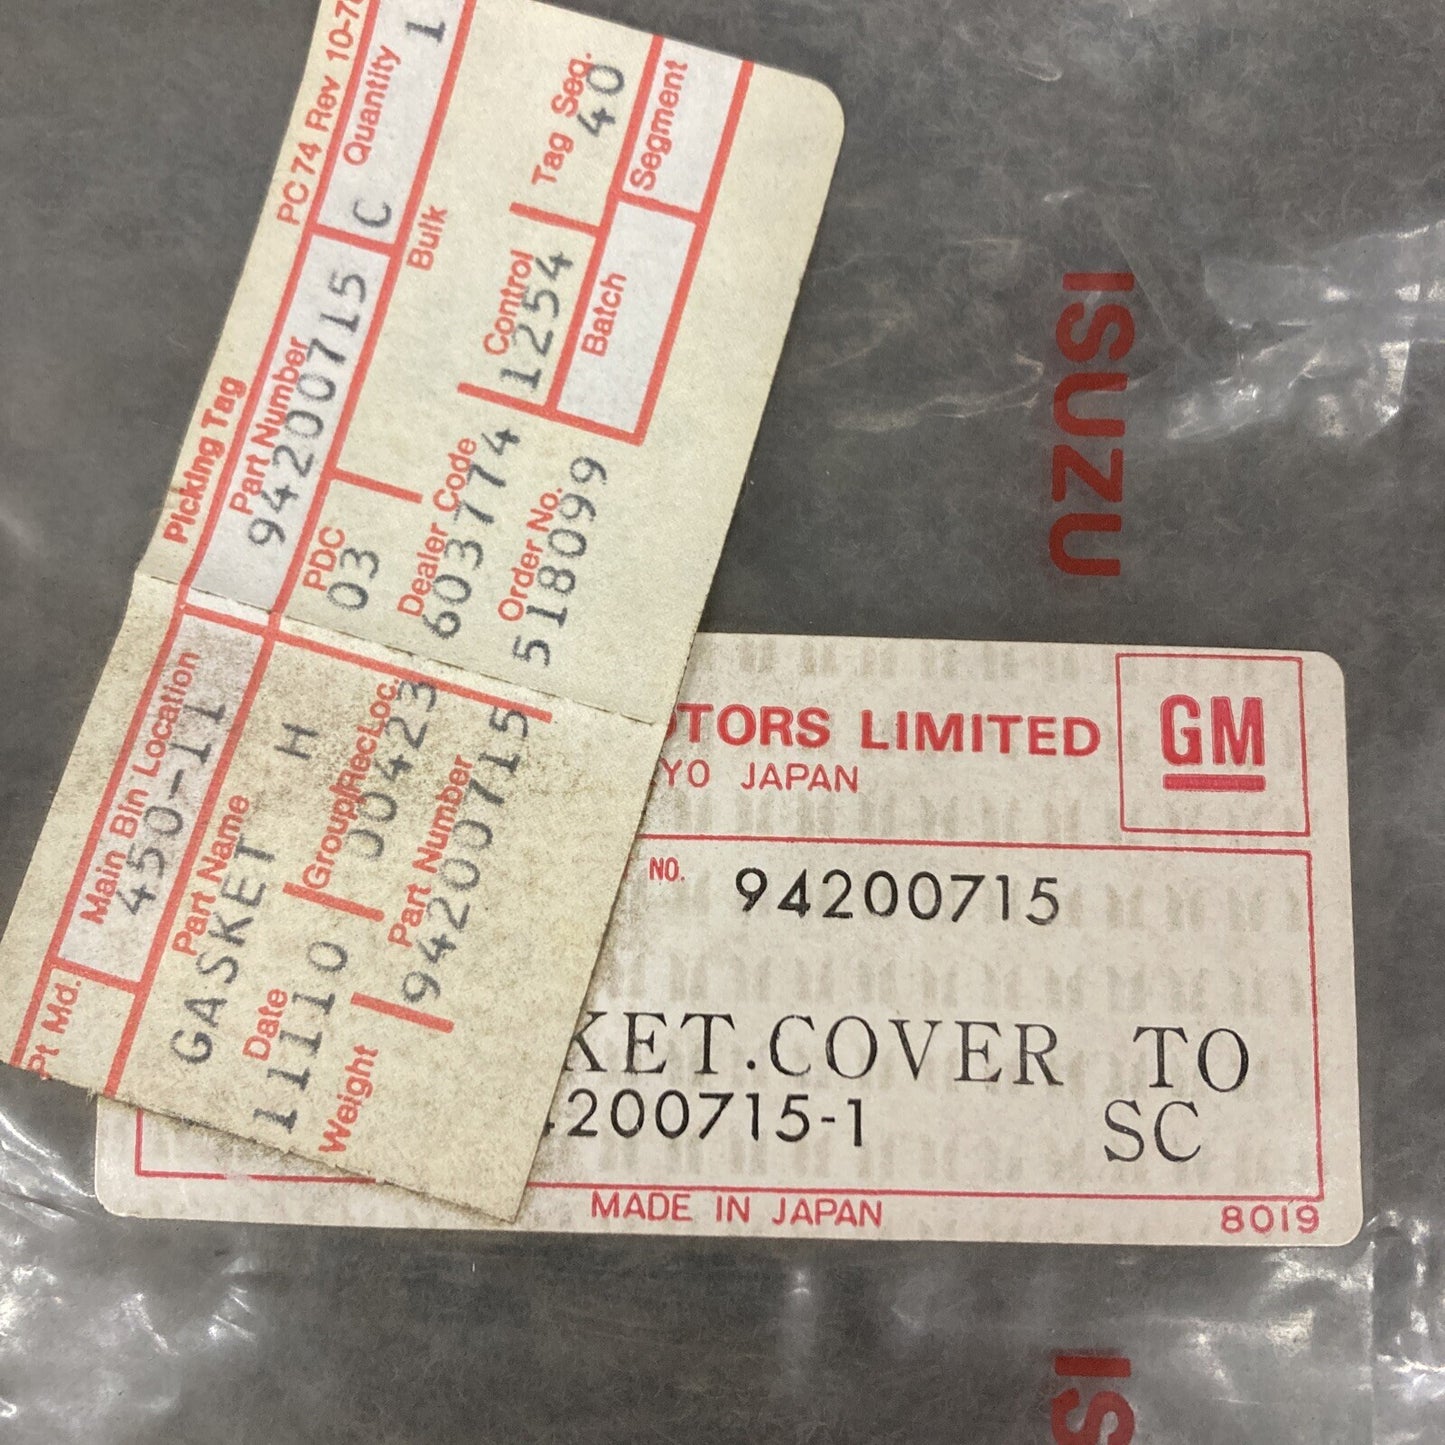 PC74 Rev 10-7
Picking Tag
Part Number
94200715
C
Quantity
1
PDC
03
Bulk
Dealer Code
603774
Control
1254
Tag Seq.
40
Order No.
518099
Batch
Segment
Pt Md.
Main Bin Location
450-11
Part Name
GASKET H
Date
11110
Group/RecLoc.
00423
Weight
Part Number
94200715
ISUZU
OTORS LIMITED
GM
YO JAPAN
NO.
94200715
KET.COVER TO
4200715-1
SC
MADE IN JAPAN
8019
IS